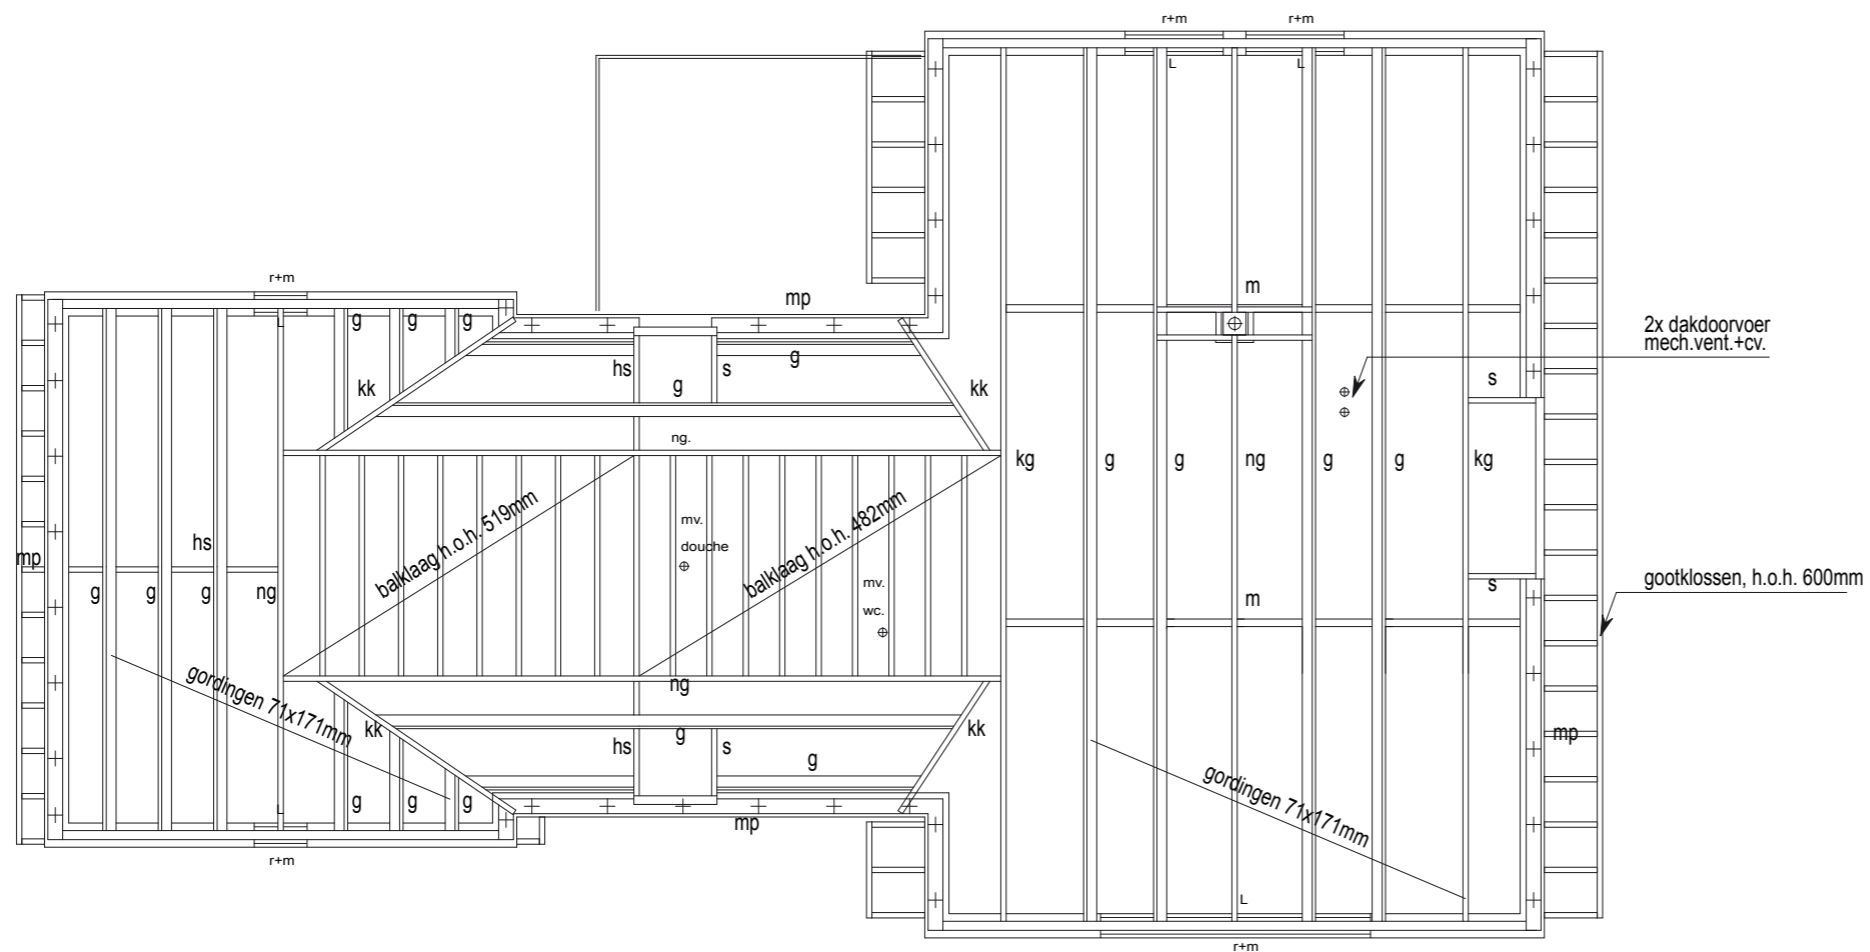 r+m
r+m
L
L
r+m
mp
m
2x dakdoorvoer
mech.vent.+cv.
L
g
g
g
g
hs
s
g
s
kk
kk
ng.
kg
g
g
ng
g
g
kg
balklaag h.o.h. 519mm
balklaag h.o.h. 482mm
mv.
douche
hs
mp
mv.
wc.
gootklossen, h.o.h. 600mm
g
g
g
ng
m
s
gordingen 71x171mm
ng
kk
hs
g
s
g
kk
mp
gordingen 71x171mm
L
g
g
g
mp
r+m
L
r+m